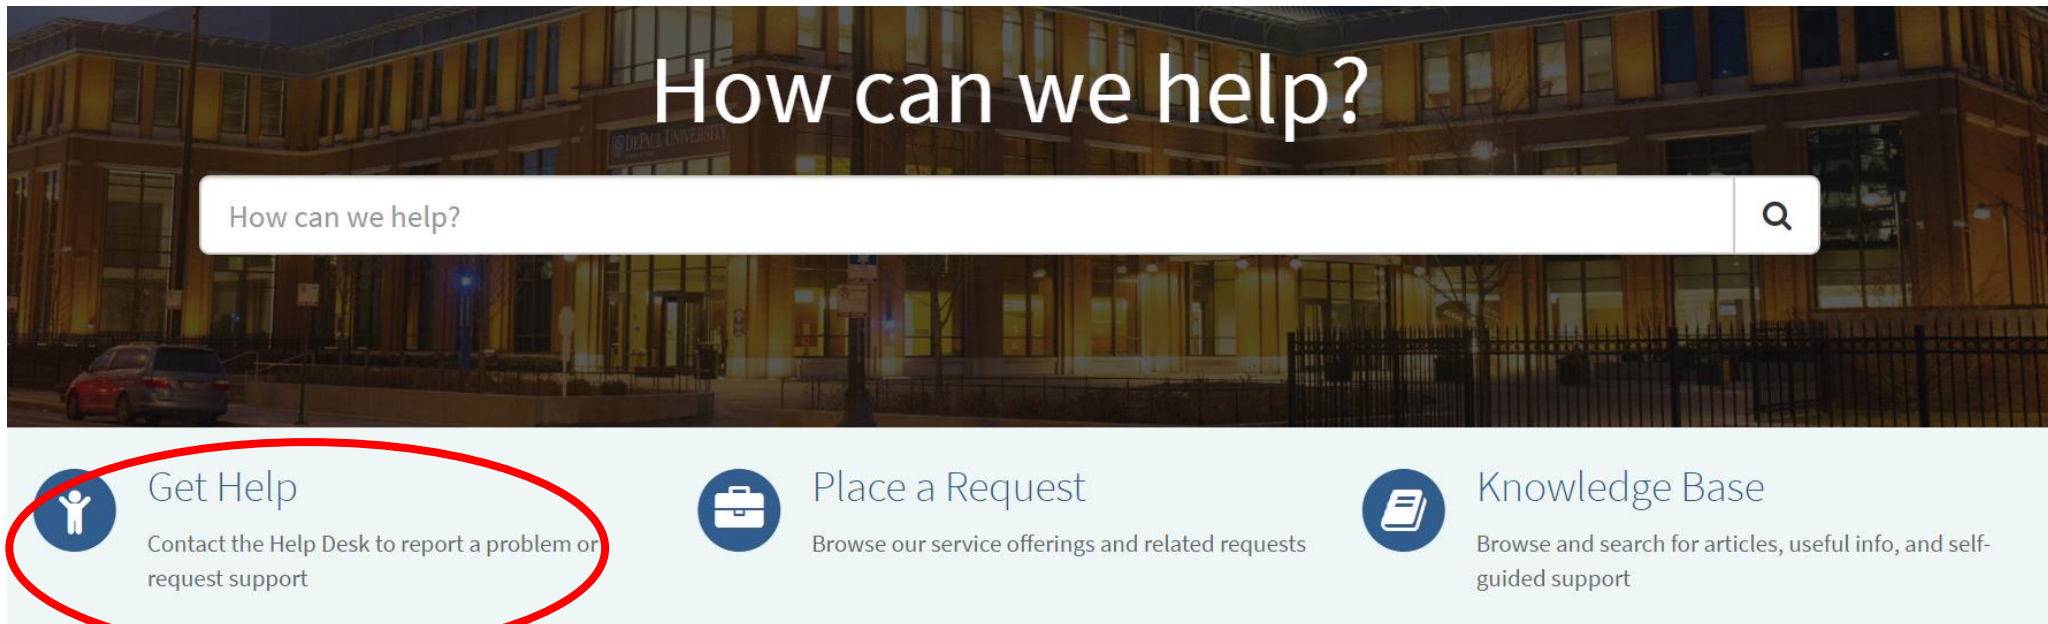 How can we help?
DEPAUL UNIVERSITY
How can we help?
Get Help
Contact the Help Desk to report a problem or
request support
Place a Request
Browse our service offerings and related requests
Knowledge Base
Browse and search for articles, useful info, and self-
guided support